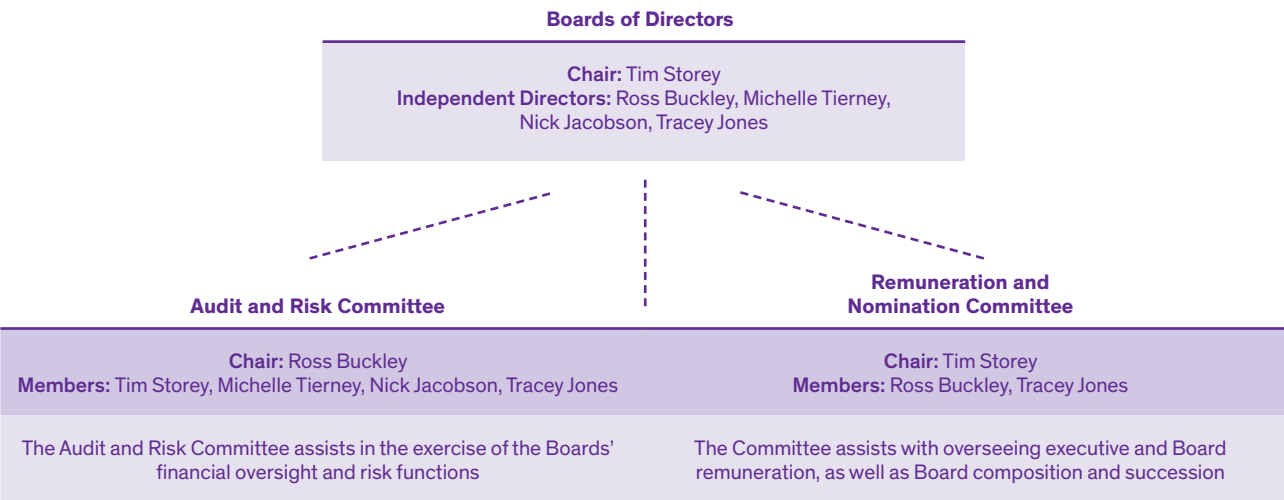 Boards of Directors
Chair: Tim Storey
Independent Directors: Ross Buckley, Michelle Tierney,
Nick Jacobson, Tracey Jones
Audit and Risk Committee
Chair: Ross Buckley
Members: Tim Storey, Michelle Tierney, Nick Jacobson, Tracey Jones
The Audit and Risk Committee assists in the exercise of the Boards’
financial oversight and risk functions
Remuneration and
Nomination Committee
Chair: Tim Storey
Members: Ross Buckley, Tracey Jones
The Committee assists with overseeing executive and Board
remuneration, as well as Board composition and succession